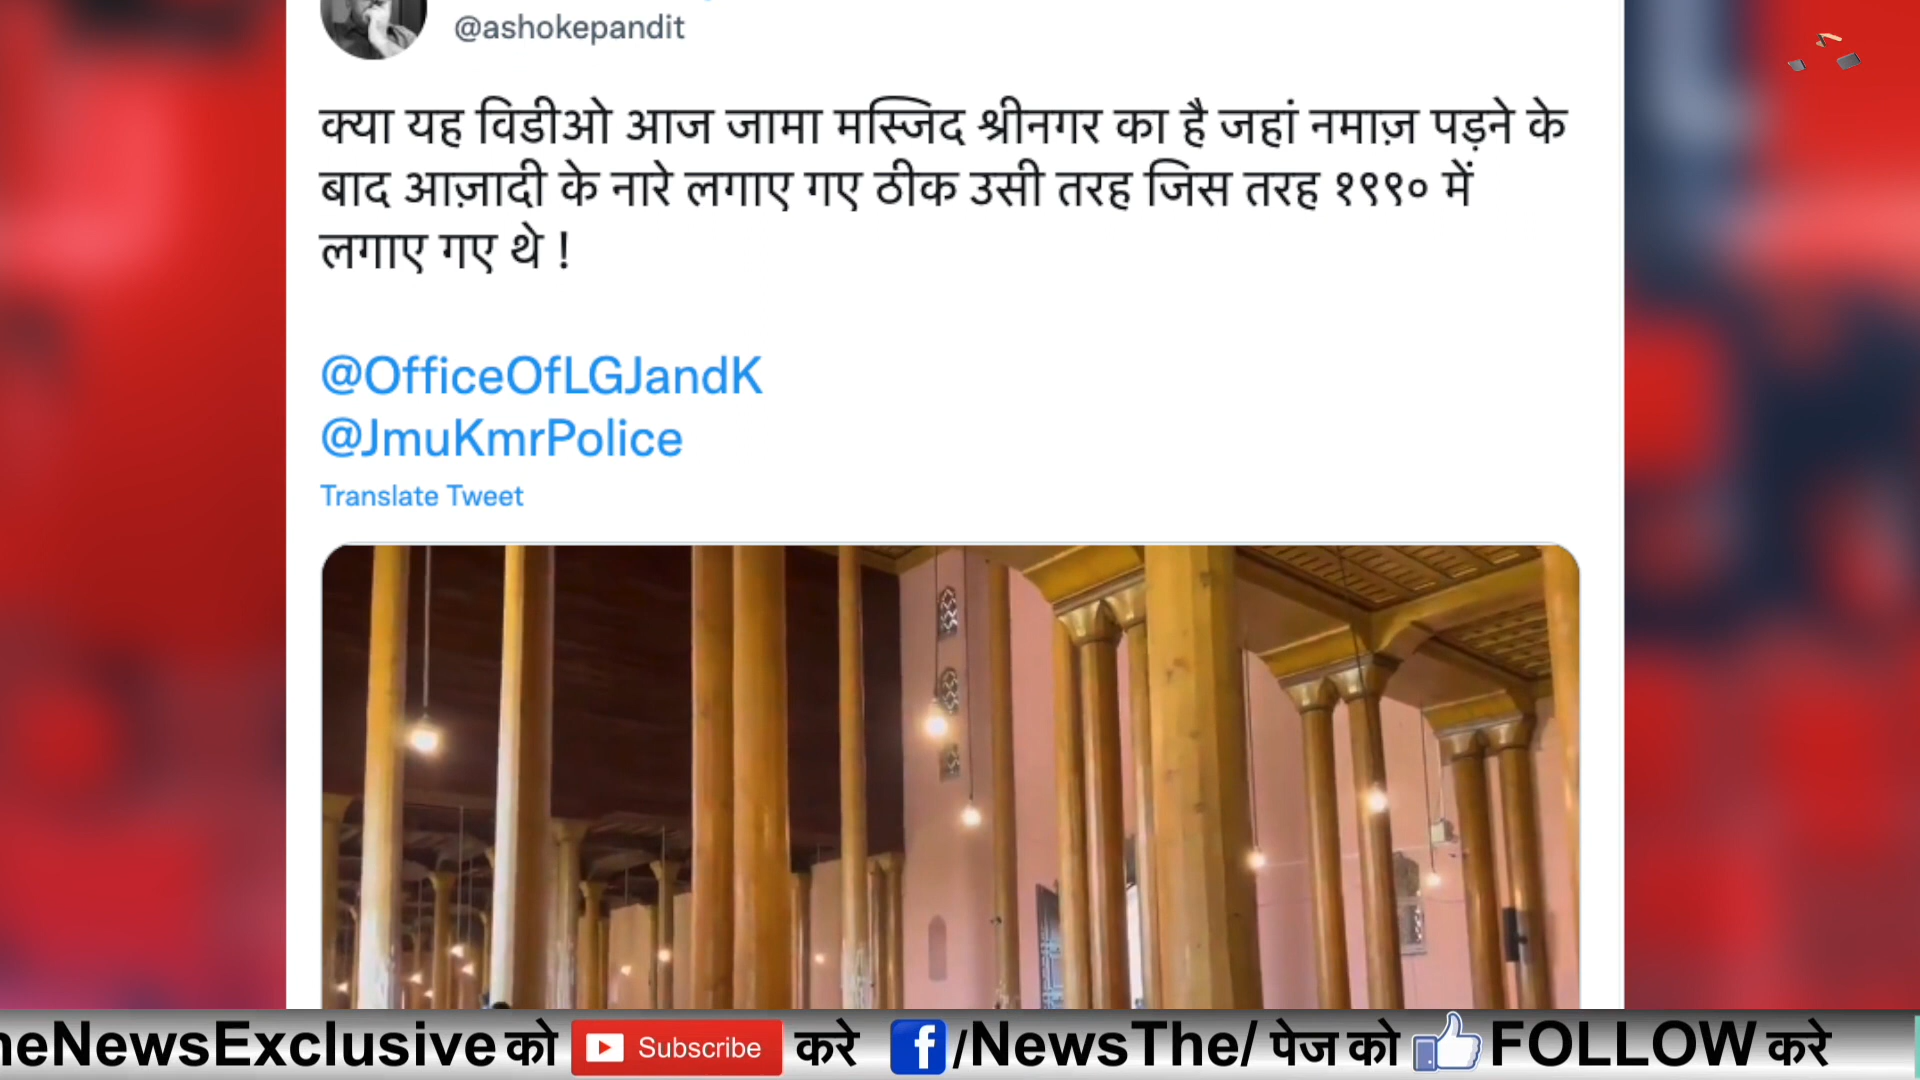 @ashokepandit
क्या यह विडीओ आज जामा मस्जिद श्रीनगर का है जहां नमाज़ पड़ने के
बाद आज़ादी के नारे लगाए गए ठीक उसी तरह जिस तरह १९९० में
लगाए गए थे !
@OfficeOfLGJandK
@JmuKmrPolice
Translate Tweet
heNewsExclusive को Subscribe करे /NewsThe/ पेज को FOLLOW करे